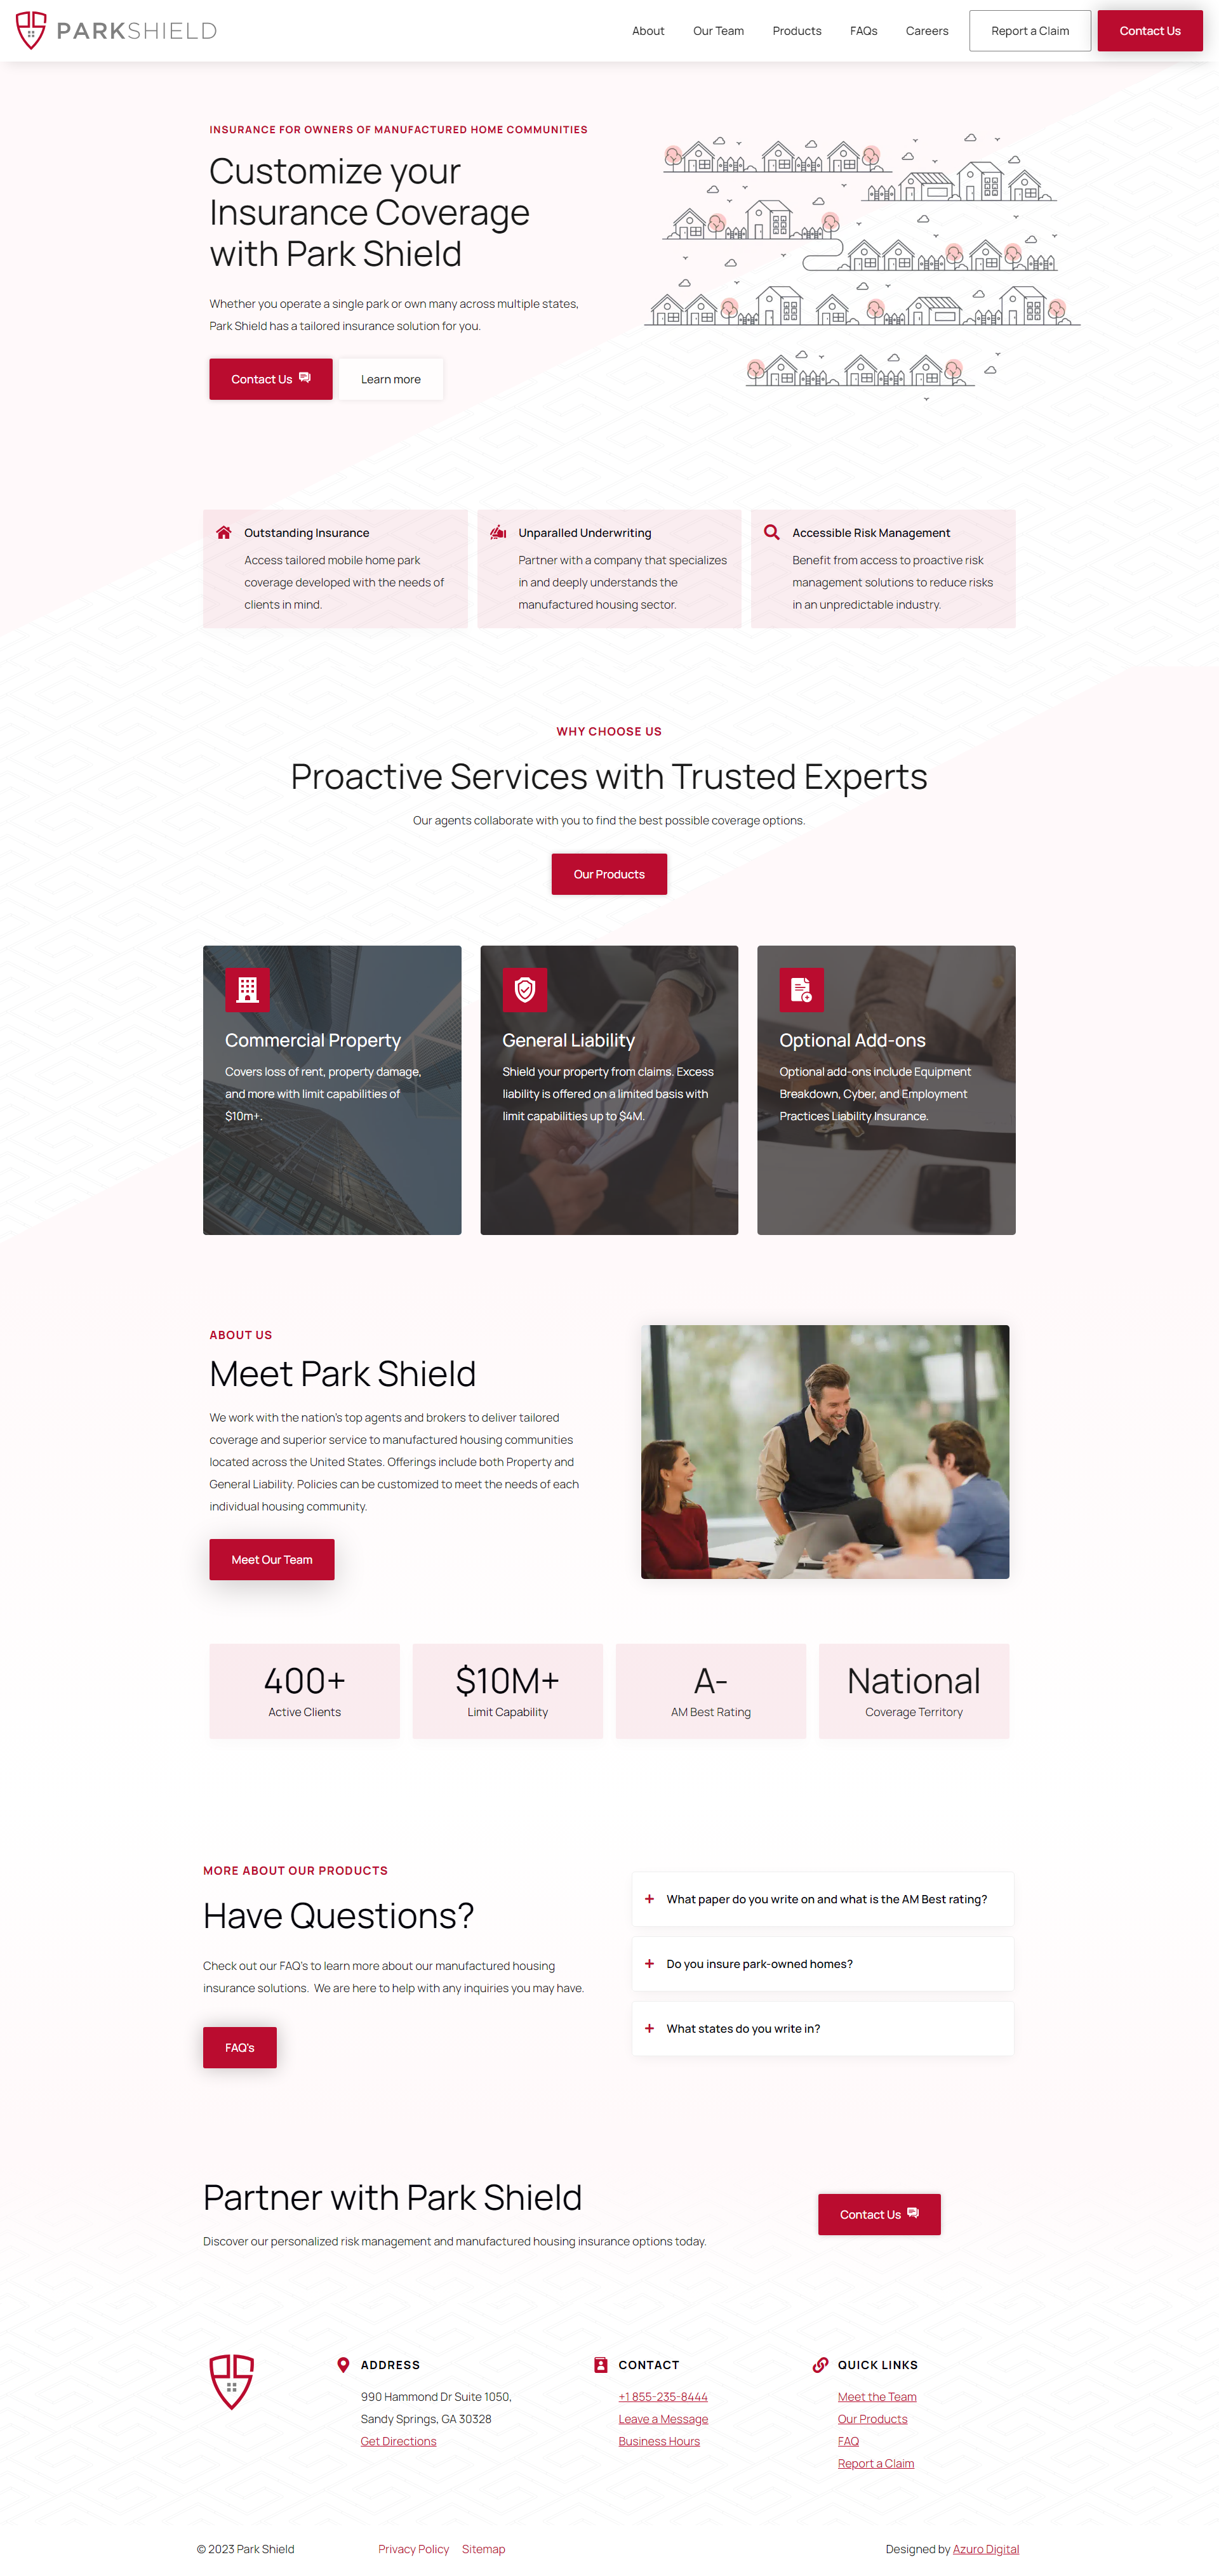 PARKSHIELD
About
Our Team
Products
FAQs
Careers
Report a Claim
Contact Us
INSURANCE FOR OWNERS OF MANUFACTURED HOME COMMUNITIES
Customize your
Insurance Coverage
with Park Shield
Whether you operate a single park or own many across multiple states,
Park Shield has a tailored insurance solution for you.
Contact Us
Learn more
Outstanding Insurance
Access tailored mobile home park
coverage developed with the needs of
clients in mind.
Unparalled Underwriting
Partner with a company that specializes
in and deeply understands the
manufactured housing sector.
Accessible Risk Management
Benefit from access to proactive risk
management solutions to reduce risks
in an unpredictable industry.
WHY CHOOSE US
Proactive Services with Trusted Experts
Our agents collaborate with you to find the best possible coverage options.
Our Products
Commercial Property
Covers loss of rent, property damage,
and more with limit capabilities of
$10m+.
General Liability
Shield your property from claims. Excess
liability is offered on a limited basis with
limit capabilities up to $4M.
Optional Add-ons
Optional add-ons include Equipment
Breakdown, Cyber, and Employment
Practices Liability Insurance.
ABOUT US
Meet Park Shield
We work with the nation's top agents and brokers to deliver tailored
coverage and superior service to manufactured housing communities
located across the United States. Offerings include both Property and
General Liability. Policies can be customized to meet the needs of each
individual housing community.
Meet Our Team
400+
Active Clients
$10M+
Limit Capability
A-
AM Best Rating
National
Coverage Territory
MORE ABOUT OUR PRODUCTS
Have Questions?
Check out our FAQ's to learn more about our manufactured housing
insurance solutions.  We are here to help with any inquiries you may have.
FAQ's
What paper do you write on and what is the AM Best rating?
Do you insure park-owned homes?
What states do you write in?
Partner with Park Shield
Discover our personalized risk management and manufactured housing insurance options today.
Contact Us
ADDRESS
990 Hammond Dr Suite 1050,
Sandy Springs, GA 30328
Get Directions
CONTACT
+1 855-235-8444
Leave a Message
Business Hours
QUICK LINKS
Meet the Team
Our Products
FAQ
Report a Claim
© 2023 Park Shield
Privacy Policy
Sitemap
Designed by Azuro Digital